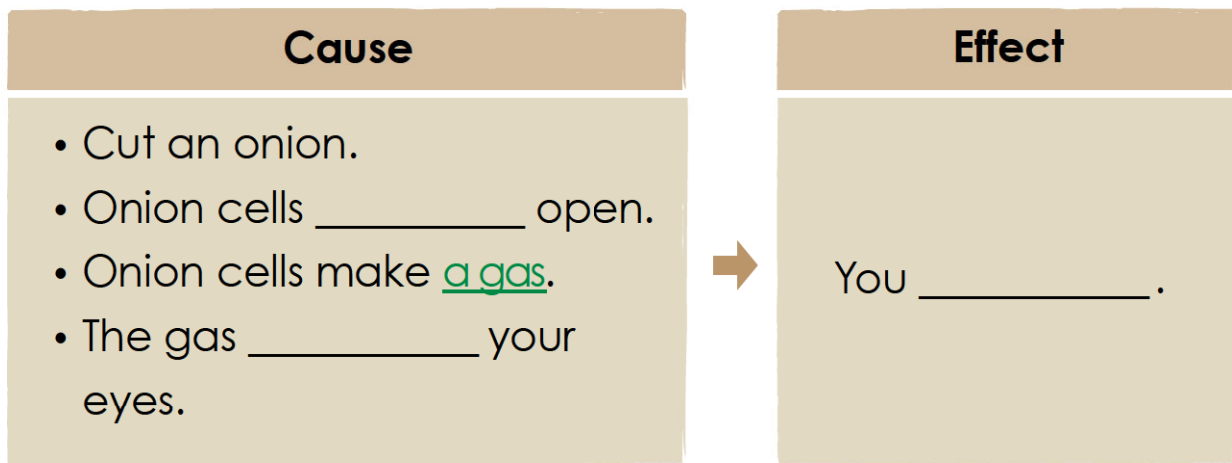 Cause
• Cut an onion.
• Onion cells __________ open.
• Onion cells make a gas.
• The gas ___________ your
eyes.
Effect
You ___________.